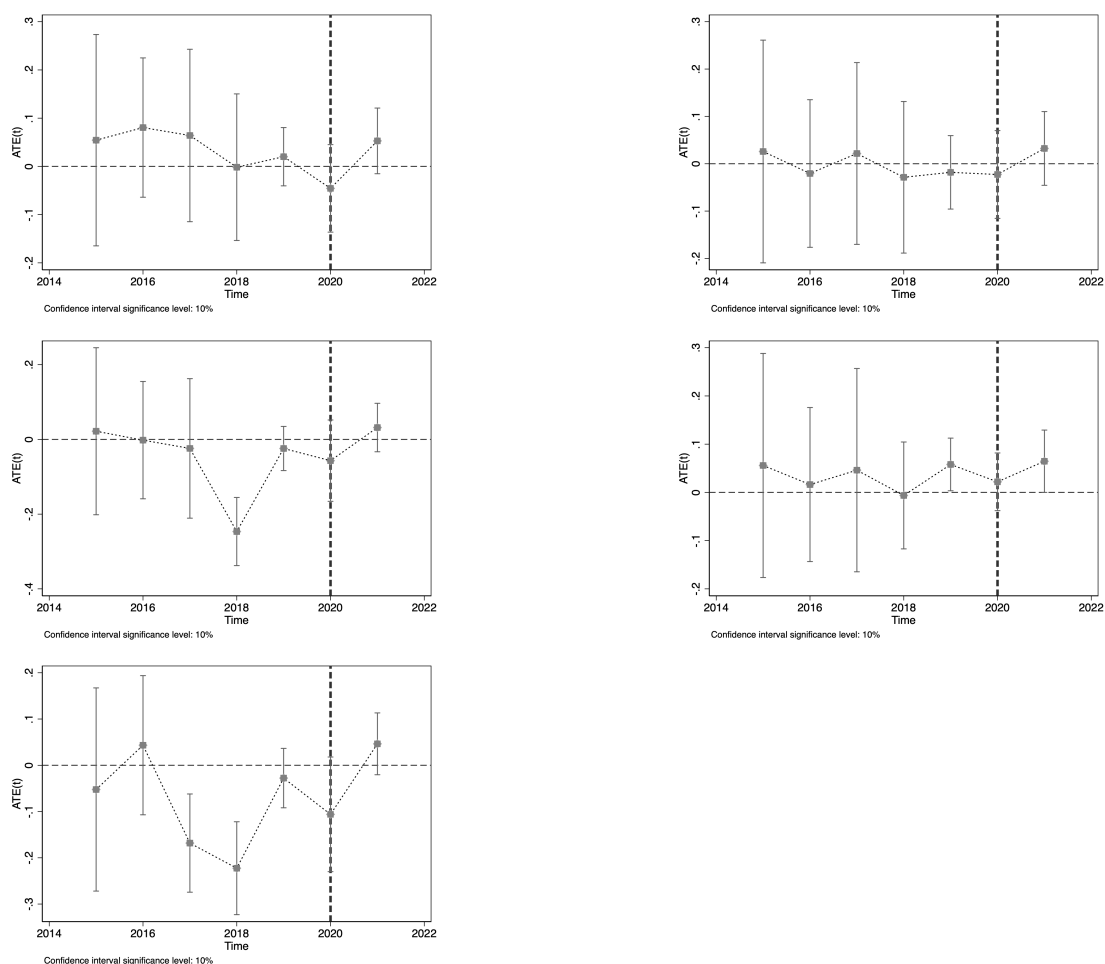 .3
.2
.1
0
-.1
-.2
ATE(t)
2014 2016 2018 2020 2022
Time
Confidence interval significance level: 10%
.3
.2
.1
0
-.1
-.2
ATE(t)
2014 2016 2018 2020 2022
Time
Confidence interval significance level: 10%
.2
0
-.2
-.4
ATE(t)
2014 2016 2018 2020 2022
Time
Confidence interval significance level: 10%
.3
.2
.1
0
-.1
-.2
ATE(t)
2014 2016 2018 2020 2022
Time
Confidence interval significance level: 10%
.2
.1
0
-.1
-.2
-.3
ATE(t)
2014 2016 2018 2020 2022
Time
Confidence interval significance level: 10%